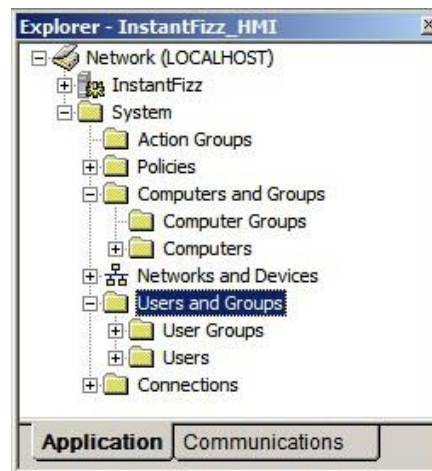 Explorer - InstantFizz_HMI
Network (LOCALHOST)
InstantFizz
System
Action Groups
Policies
Computers and Groups
Computer Groups
Computers
Networks and Devices
Users and Groups
User Groups
Users
Connections
Application Communications